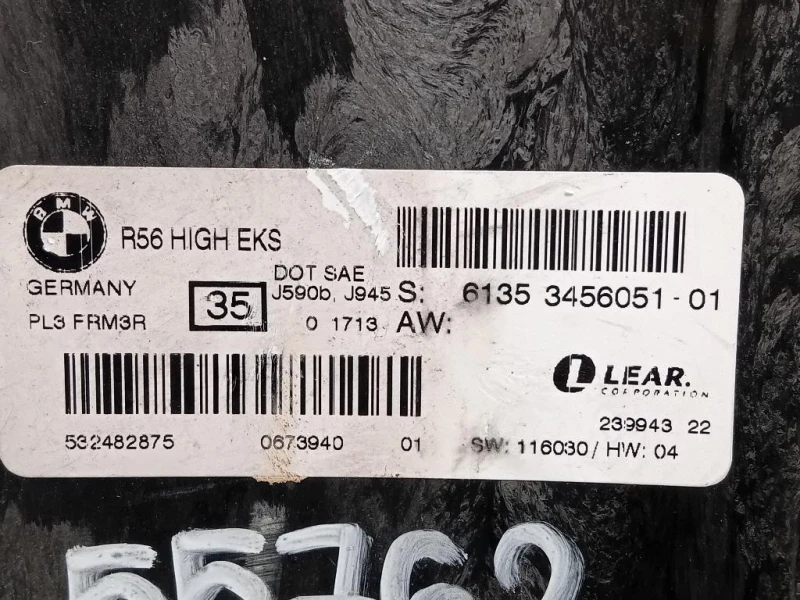 BMW
R56 HIGH EKS
GERMANY
35
DOT SAE
J590b, J945
S: 6135 3456051-01
PL3 FRM3R
0 1713
AW:
LEAR.
CORPORATION
532482875 0673940 01
239943 22
SW: 116030/ HW: 04
55762